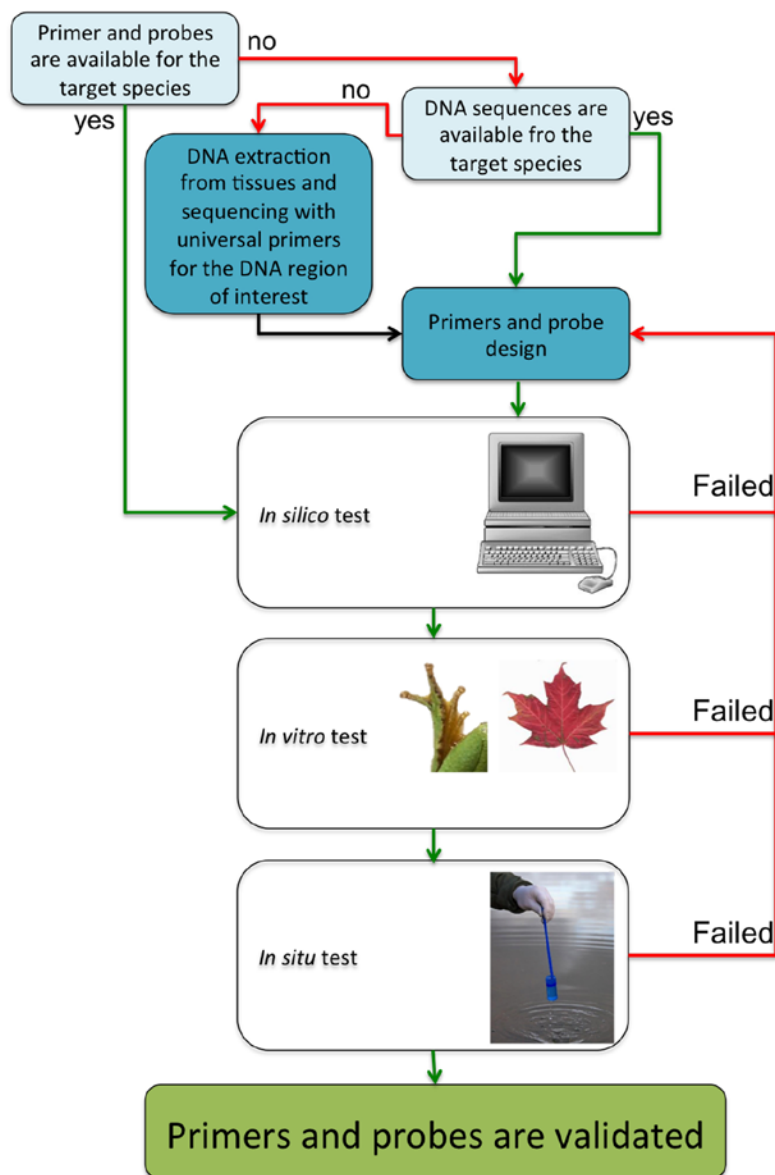 Primer and probes
are available for the
target species
no
yes
no
DNA sequences are
available fro the
target species
yes
DNA extraction
from tissues and
sequencing with
universal primers
for the DNA region
of interest
Primers and probe
design
In silico test
Failed
In vitro test
Failed
In situ test
Failed
Primers and probes are validated